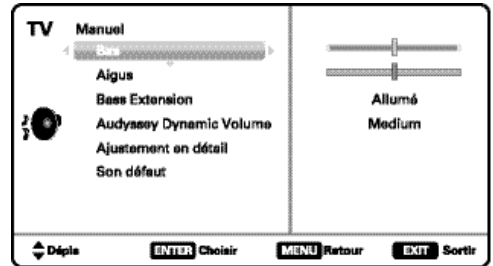 TV Manuel
Bas
Aigus
Bass Extension Allumé
Audyssey Dynamic Volume Medium
Ajustement en détail
Son défaut
Dépla ENTER Choisir MENU Retour EXIT Sortir